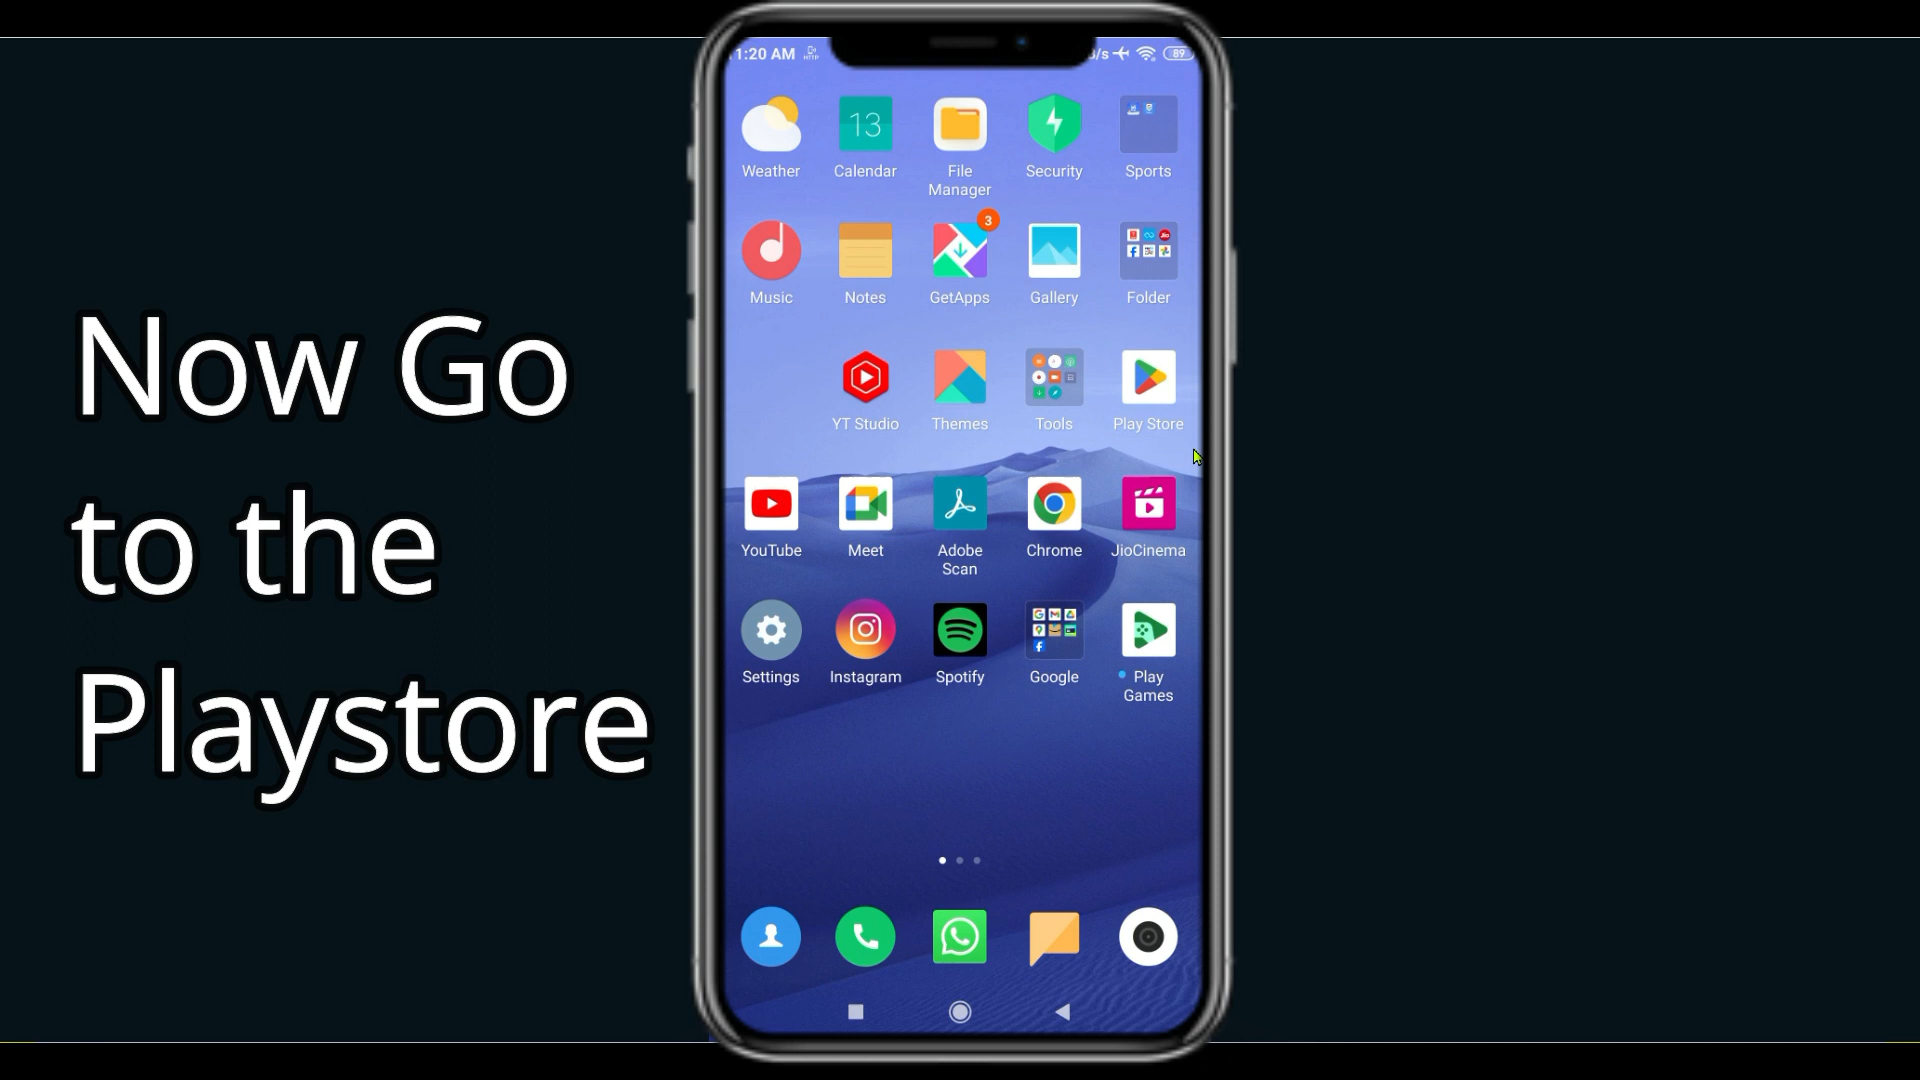 Now Go
to the
Playstore
1:20 AM
/s
89
13
Weather
Calendar
File
Manager
Security
Sports
3
Music
Notes
GetApps
Gallery
Folder
YT Studio
Themes
Tools
Play Store
YouTube
Meet
Adobe
Scan
Chrome
JioCinema
Settings
Instagram
Spotify
Google
Play
Games